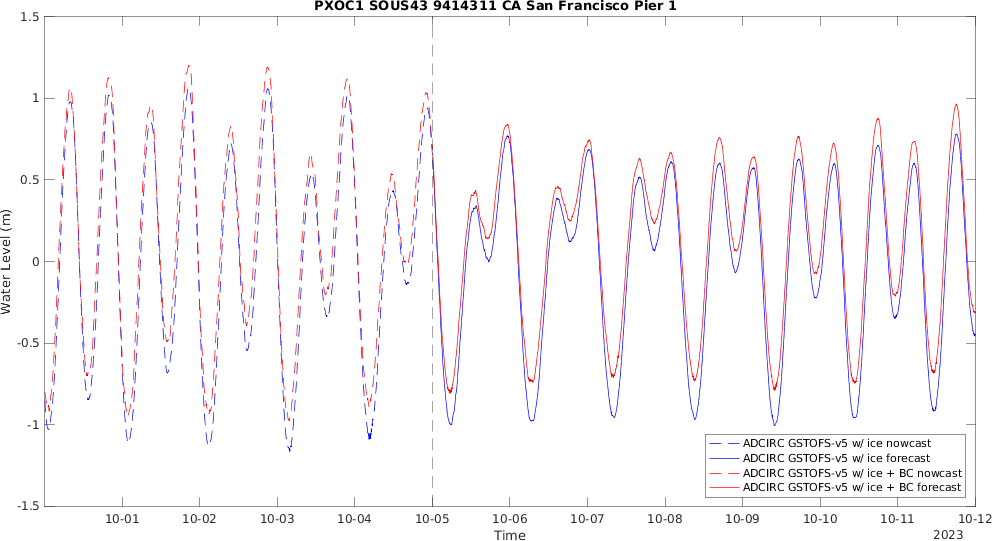 PXOC1 SOUS43 9414311 CA San Francisco Pier 1
1.5
1
0.5
0
-0.5
-1
-1.5
Water Level (m)
10-01 10-02 10-03 10-04 10-05 10-06 10-07 10-08 10-09 10-10 10-11 10-12
Time
2023
ADCIRC GSTOFS-v5 w/ ice nowcast
ADCIRC GSTOFS-v5 w/ ice forecast
ADCIRC GSTOFS-v5 w/ ice + BC nowcast
ADCIRC GSTOFS-v5 w/ ice + BC forecast